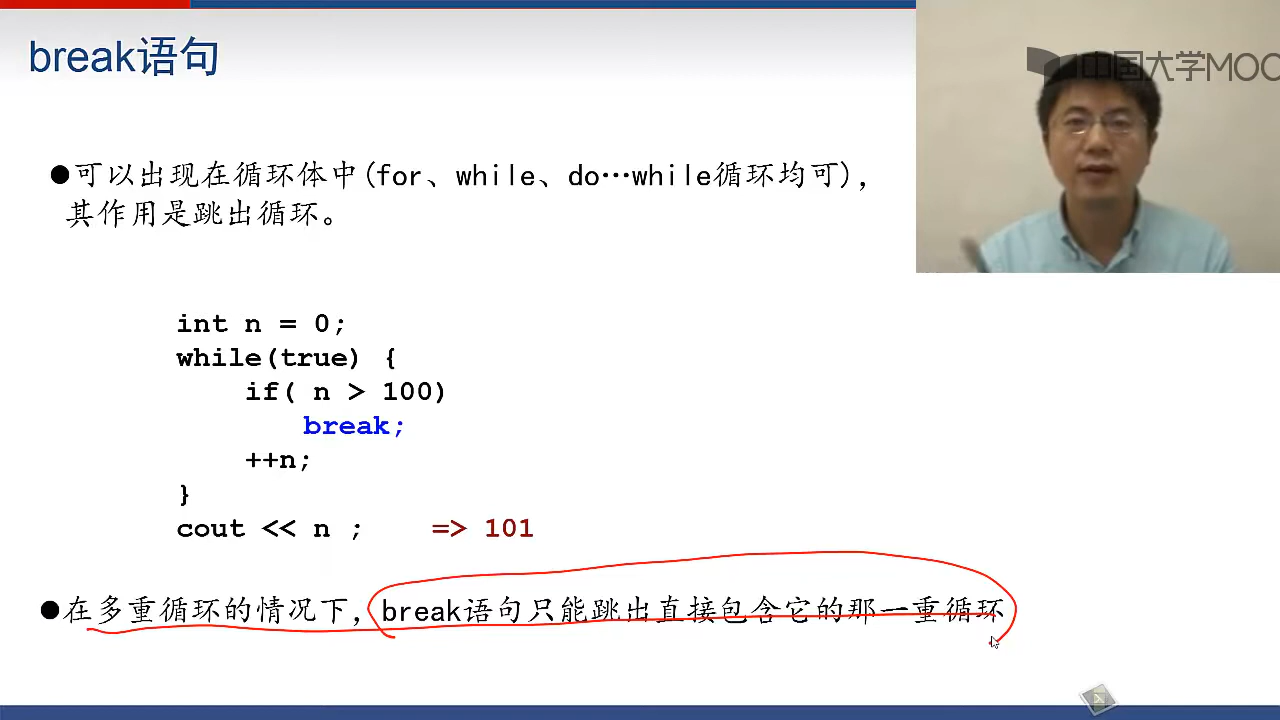 break语句
中国大学MOO
●可以出现在循环体中(for、while、do…while循环均可),
其作用是跳出循环。
int n = 0;
while(true) {
if( n > 100)
break;
++n;
}
cout << n ; => 101
●在多重循环的情况下, break语句只能跳出直接包含它的那一重循环